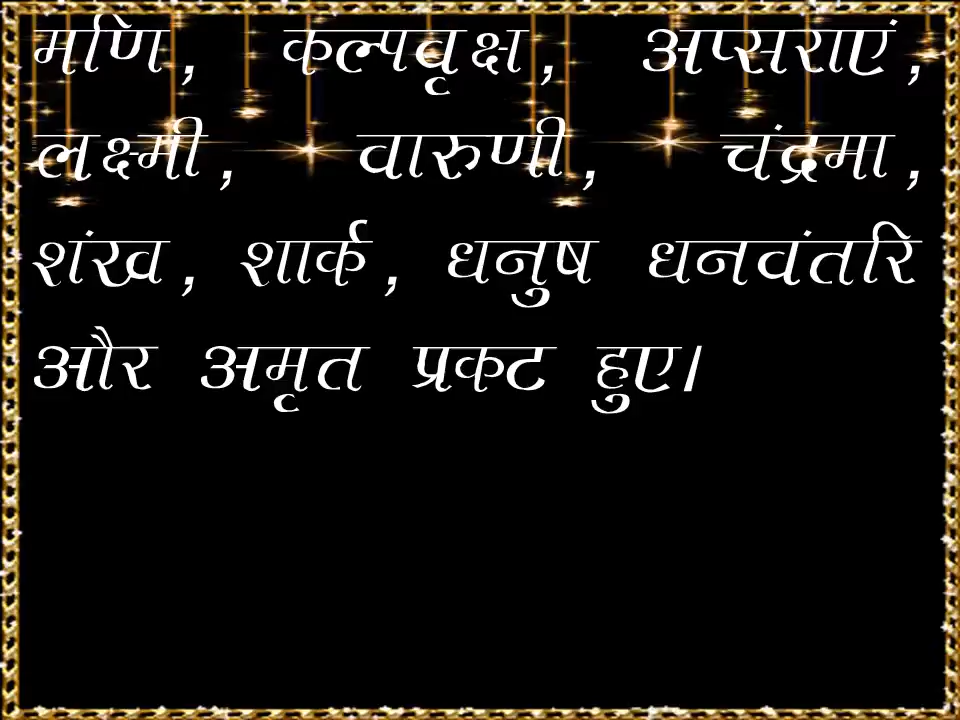 मणि, कल्पवृक्ष, अप्सराएं,
लक्ष्मी, वारुणी, चंद्रमा,
शंख, शार्क, धनुष धनवंतरि
और अमृत प्रकट हुए।